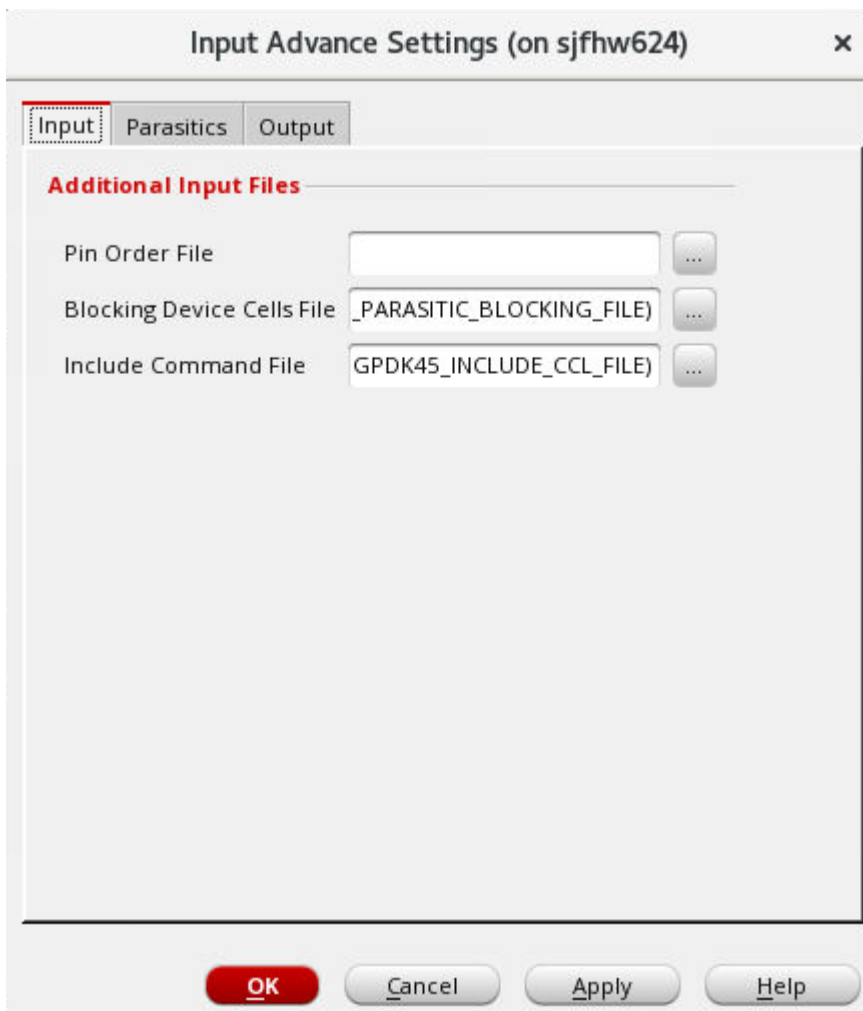 Input Advance Settings (on sjfhw624) ×
Input Parasitics Output
Additional Input Files
Pin Order File ...
Blocking Device Cells File _PARASITIC_BLOCKING_FILE) ...
Include Command File GPDK45_INCLUDE_CCL_FILE) ...
OK Cancel Apply Help